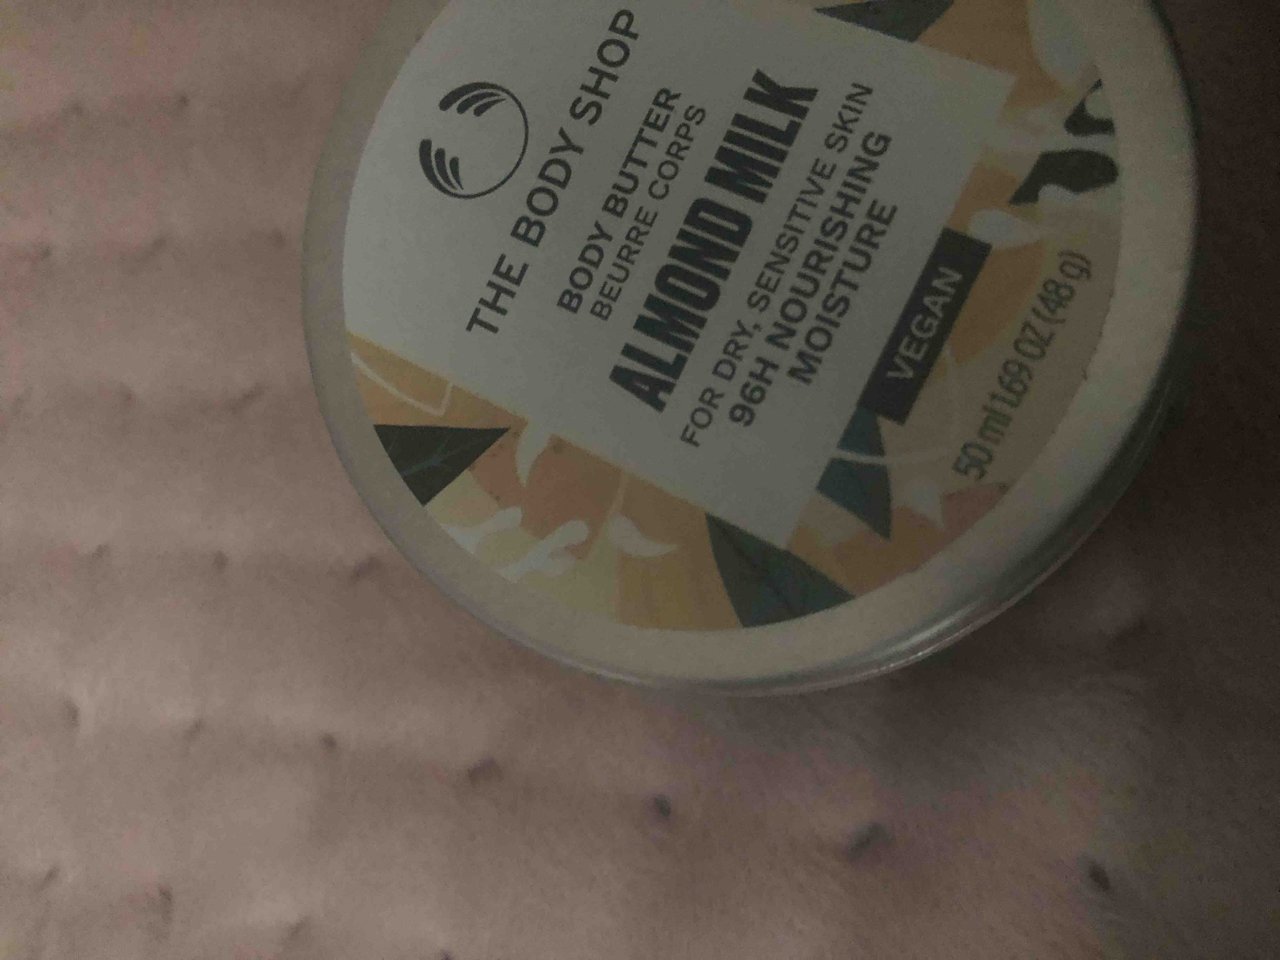 THE BODY SHOP
BODY BUTTER
BEURRE CORPS
ALMOND MILK
FOR DRY, SENSITIVE SKIN
96H NOURISHING
MOISTURE
VEGAN
50 ml 1.69 OZ (48 g)